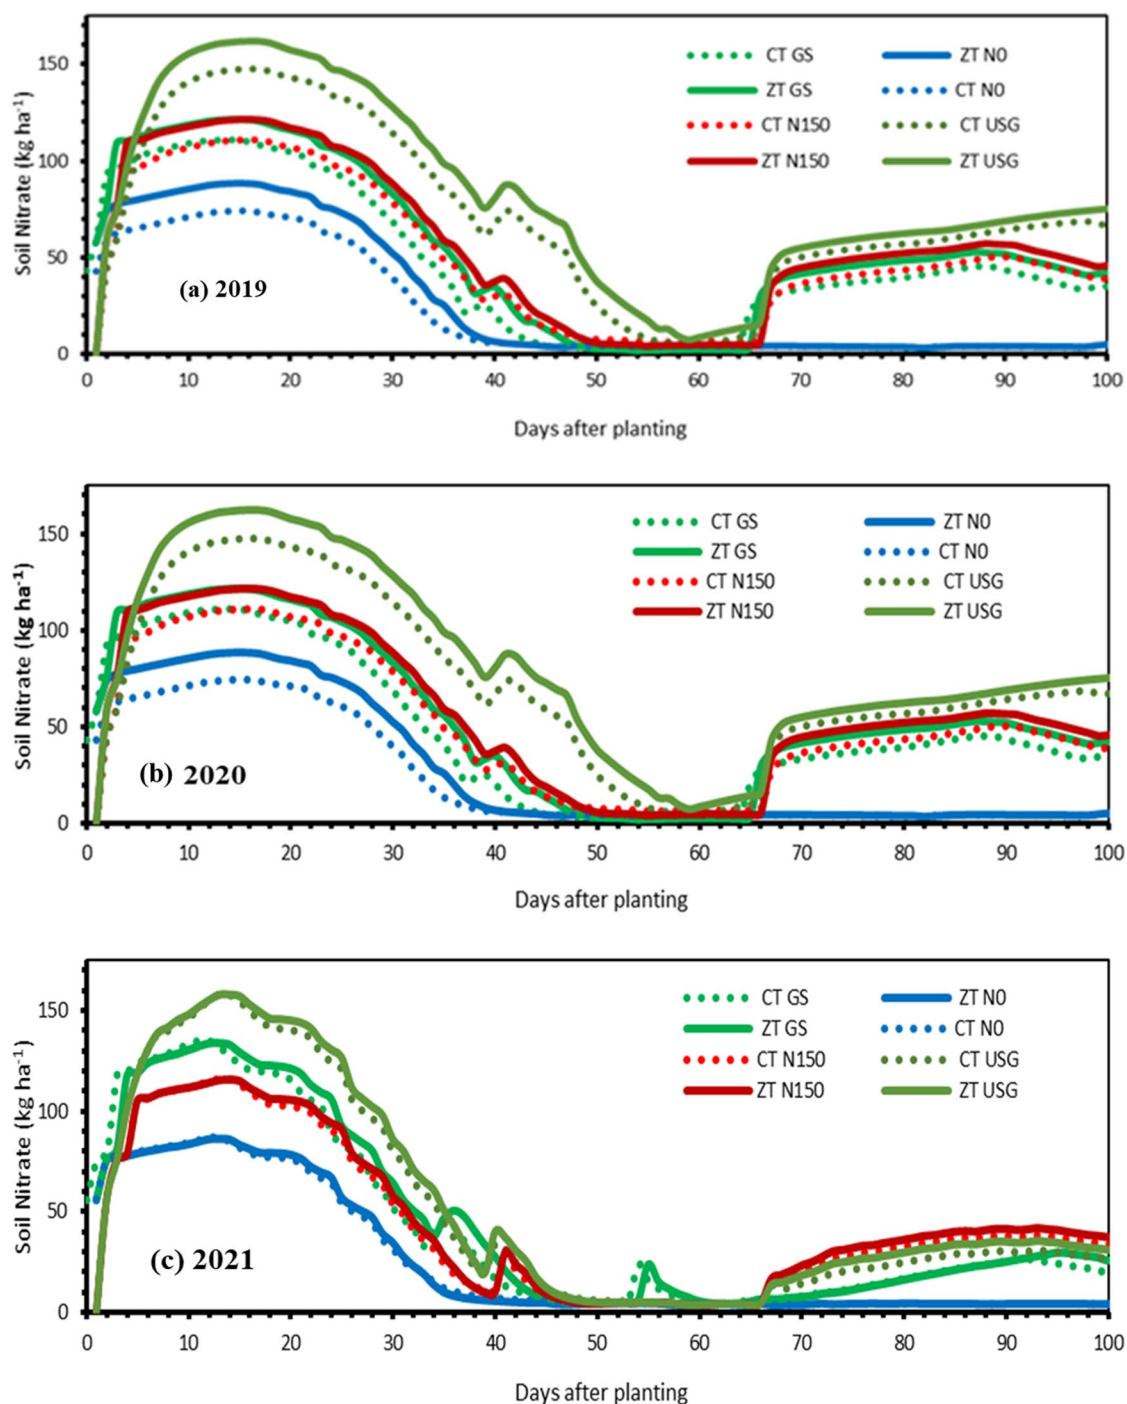 Soil Nitrate (kg ha⁻¹)
150
100
50
0
CT GS
ZT N0
ZT GS
CT N0
CT N150
CT USG
ZT N150
ZT USG
(a) 2019
0 10 20 30 40 50 60 70 80 90 100
Days after planting
Soil Nitrate (kg ha⁻¹)
150
100
50
0
CT GS
ZT N0
ZT GS
CT N0
CT N150
CT USG
ZT N150
ZT USG
(b) 2020
0 10 20 30 40 50 60 70 80 90 100
Days after planting
Soil Nitrate (kg ha⁻¹)
150
100
50
0
CT GS
ZT N0
ZT GS
CT N0
CT N150
CT USG
ZT N150
ZT USG
(c) 2021
0 10 20 30 40 50 60 70 80 90 100
Days after planting